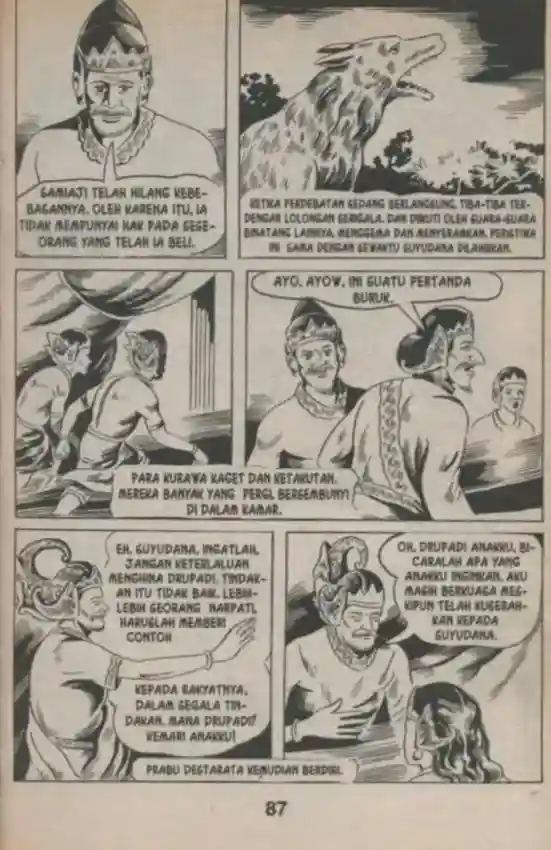 SAMIAJI TELAH HILANG KEBE-
BASANNYA. OLEH KARENA ITU, IA
TIDAK MEMPUNYAI HAK PADA SESE-
ORANG YANG TELAH IA BELI.
KETIKA PERDEBATAN SEDANG BERLANGSUNG, TIBA-TIBA TER-
DENGAR LOLONGAN SERIGALA. DAN DIIKUTI OLEH SUARA-SUARA
BINATANG LAINNYA, MENGGEMA DAN MENYERAMKAN. PERISTIWA
INI SAMA DENGAN SEWAKTU SUYUDANA DILAHIRKAN.
AYO, AYOW, INI SUATU PERTANDA
BURUK.
PARA KURAWA KAGET DAN KETAKUTAN.
MEREKA BANYAK YANG PERGI, BERSEMBUNYI
DI DALAM KAMAR.
EH, SUYUDANA, INGATLAH,
JANGAN KETERLALUAN
MENGHINA DRUPADI. TINDAK-
AN ITU TIDAK BAIK. LEBIH-
LEBIH SEORANG NARPATI,
HARUSLAH MEMBERI
CONTOH
KEPADA RAKYATNYA,
DALAM SEGALA TIN-
DAKAN. MANA DRUPADI?
KEMARI ANAKKU!
OH, DRUPADI ANAKKU, BI-
CARALAH APA YANG
ANAKKU INGINKAN. AKU
MASIH BERKUASA MES-
KIPUN TELAH KUSERAH-
KAN KEPADA
SUYUDANA.
PRABU DESTARATA KEMUDIAN BERDIRI.
87